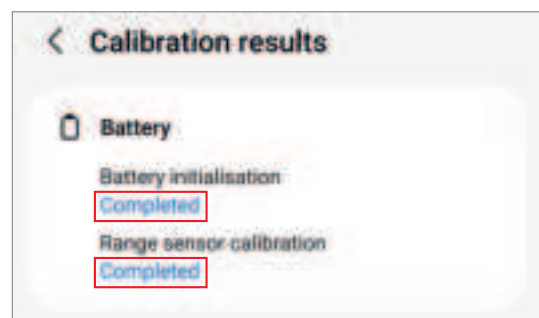 Calibration results
Battery
Battery initialisation
Completed
Range sensor calibration
Completed